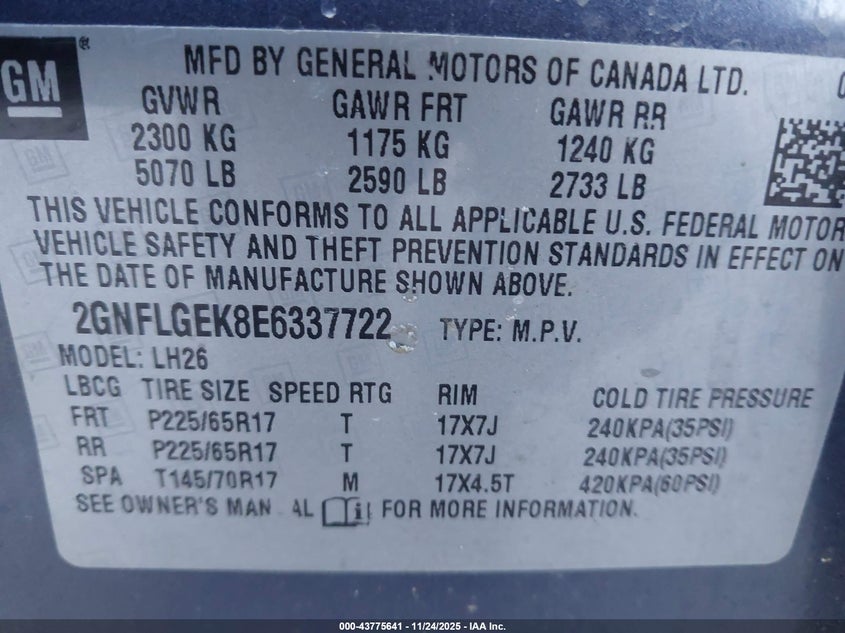 GM ® MFD BY GENERAL MOTORS OF CANADA LTD.
GVWR GAWR FRT GAWR RR
2300 KG 1175 KG 1240 KG
5070 LB 2590 LB 2733 LB
THIS VEHICLE CONFORMS TO ALL APPLICABLE U.S. FEDERAL MOTOR
VEHICLE SAFETY AND THEFT PREVENTION STANDARDS IN EFFECT ON
THE DATE OF MANUFACTURE SHOWN ABOVE.
2GNFLGEK8E6337722 TYPE: M.P.V.
MODEL: LH26
LBCG TIRE SIZE SPEED RTG RIM COLD TIRE PRESSURE
FRT P225/65R17 T 17X7J 240KPA(35PSI)
RR P225/65R17 T 17X7J 240KPA(35PSI)
SPA T145/70R17 M 17X4.5T 420KPA(60PSI)
SEE OWNER'S MAN AL FOR MORE INFORMATION.
000-43775641 - 11/24/2025 - IAA Inc.